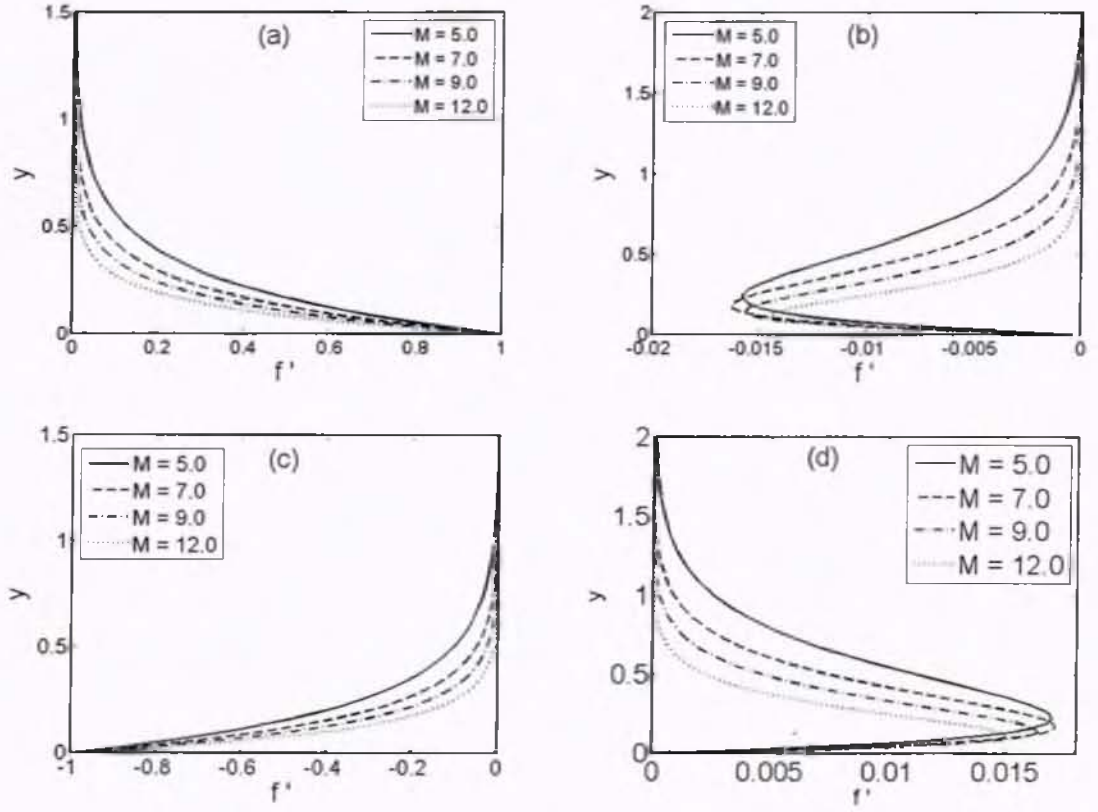 (a)
M = 5.0
M = 7.0
M = 9.0
M = 12.0
1.5
1
0.5
0
y
0
0.2
0.4
0.6
0.8
1
f '
(b)
M = 5.0
M = 7.0
M = 9.0
M = 12.0
2
1.5
1
0.5
0
y
-0.02
-0.015
-0.01
-0.005
0
f '
(c)
M = 5.0
M = 7.0
M = 9.0
M = 12.0
1.5
1
0.5
0
y
-1
-0.8
-0.6
-0.4
-0.2
0
f '
(d)
M = 5.0
M = 7.0
M = 9.0
M = 12.0
2
1.5
1
0.5
0
y
0
0.005
0.01
0.015
f '